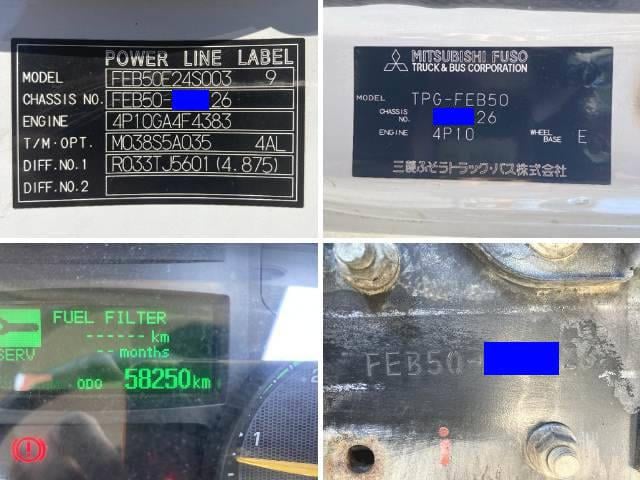 POWER LINE LABEL
MODEL FEB50E24S003 9
CHASSIS NO. FEB50- 26
ENGINE 4P10GA4F4383
T/M·OPT. M038S5A035 4AL
DIFF.NO.1 R033TJ5601 (4.875)
DIFF.NO.2
MITSUBISHI FUSO
TRUCK & BUS CORPORATION
MODEL TPG-FEB50
CHASSIS NO. 26
ENGINE 4P10 WHEEL BASE E
三菱ふそうトラック・バス株式会社
FUEL FILTER
------ km
SERV -- months
ODO 58250 km
1
FEB50-